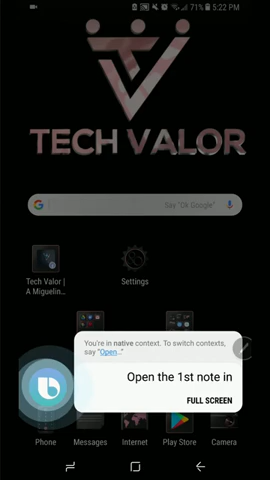 71% 5:22 PM
TECH VALOR
Say "Ok Google"
Tech Valor |
A Miguelin...
Settings
You're in native context. To switch contexts,
say "Open..."
Open the 1st note in
FULL SCREEN
Phone
Messages
Internet
Play Store
Camera